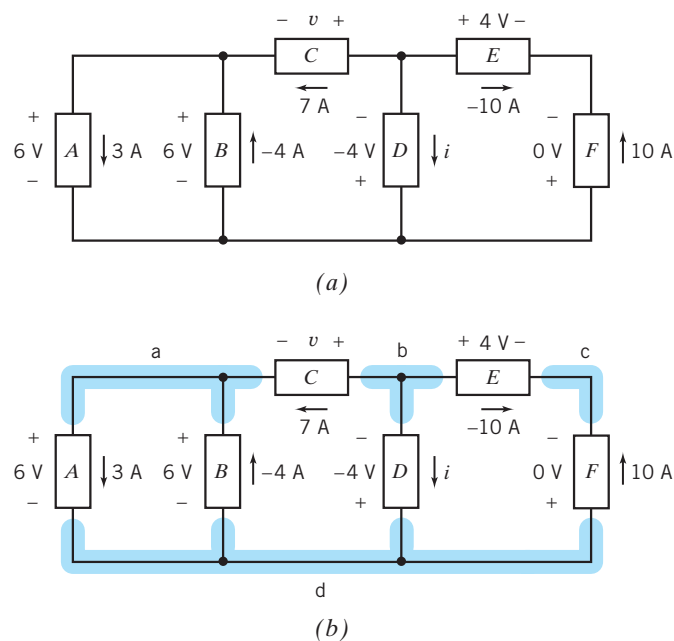 − v + + 4 V −
C E
7 A −10 A
+ + − −
6 V A 3 A 6 V B −4 A −4 V D i 0 V F 10 A
− − + +
(a)
a − v + b + 4 V − c
C E
7 A −10 A
+ + − −
6 V A 3 A 6 V B −4 A −4 V D i 0 V F 10 A
− − + +
d
(b)